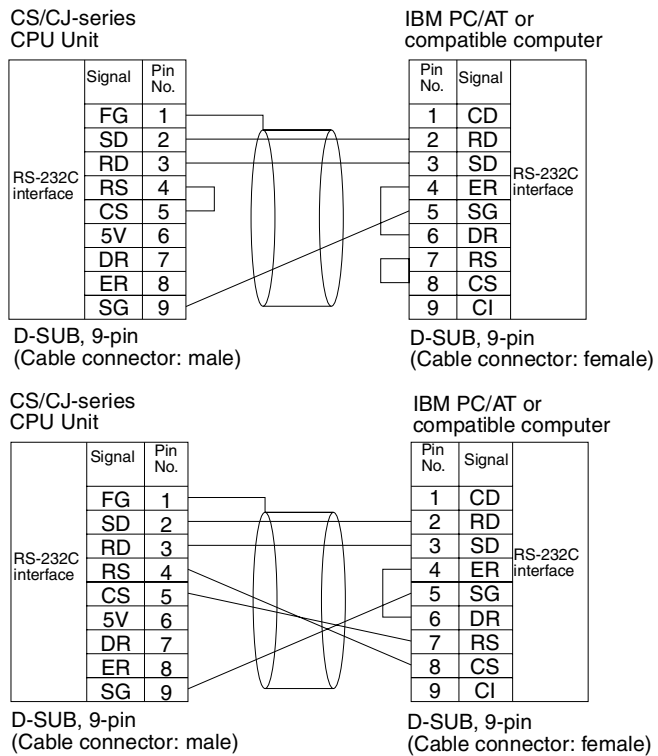 CS/CJ-series
CPU Unit
IBM PC/AT or
compatible computer
Signal Pin No. Pin No. Signal
FG 1 1 CD
SD 2 2 RD
RD 3 3 SD
RS-232C interface RS 4 4 ER RS-232C interface
CS 5 5 SG
5V 6 6 DR
DR 7 7 RS
ER 8 8 CS
SG 9 9 CI
D-SUB, 9-pin
(Cable connector: male)
D-SUB, 9-pin
(Cable connector: female)
CS/CJ-series
CPU Unit
IBM PC/AT or
compatible computer
Signal Pin No. Pin No. Signal
FG 1 1 CD
SD 2 2 RD
RD 3 3 SD
RS-232C interface RS 4 4 ER RS-232C interface
CS 5 5 SG
5V 6 6 DR
DR 7 7 RS
ER 8 8 CS
SG 9 9 CI
D-SUB, 9-pin
(Cable connector: male)
D-SUB, 9-pin
(Cable connector: female)